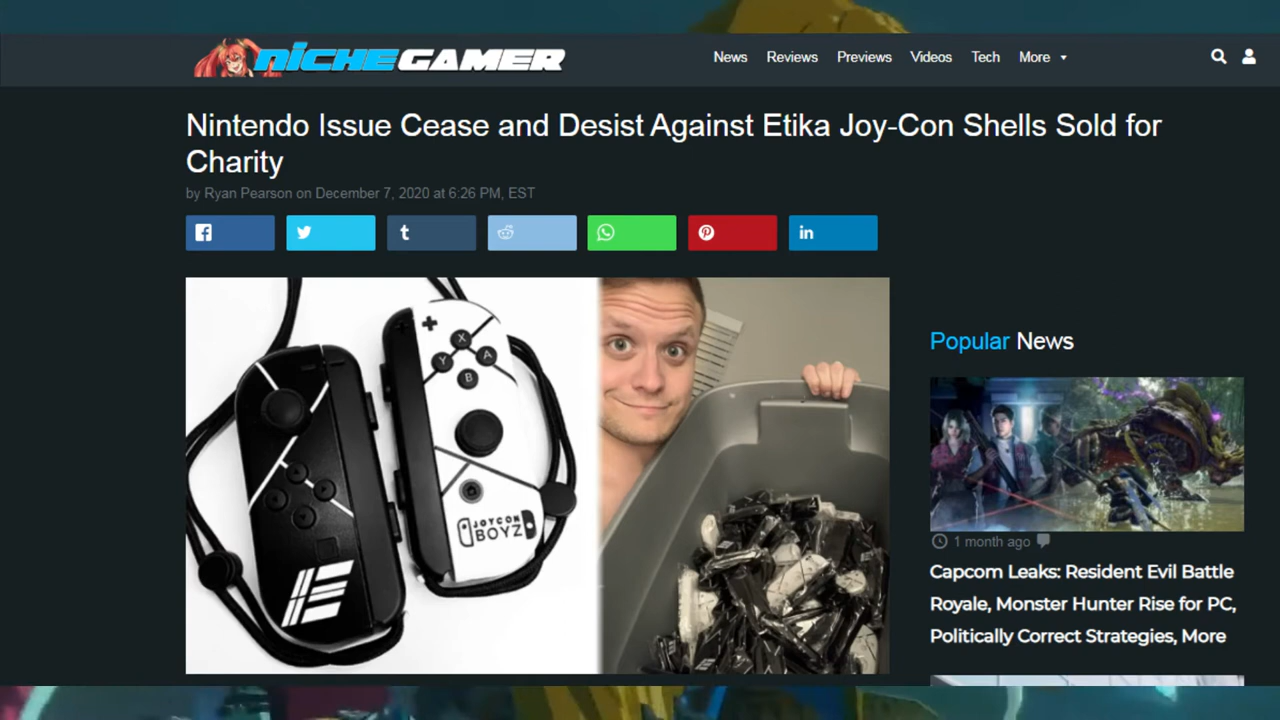 NICHEGAMER
News Reviews Previews Videos Tech More
Nintendo Issue Cease and Desist Against Etika Joy-Con Shells Sold for
Charity
by Ryan Pearson on December 7, 2020 at 6:26 PM, EST
t
in
X
Y
A
B
JOYCON
BOYZ
E
Popular News
1 month ago
Capcom Leaks: Resident Evil Battle
Royale, Monster Hunter Rise for PC,
Politically Correct Strategies, More